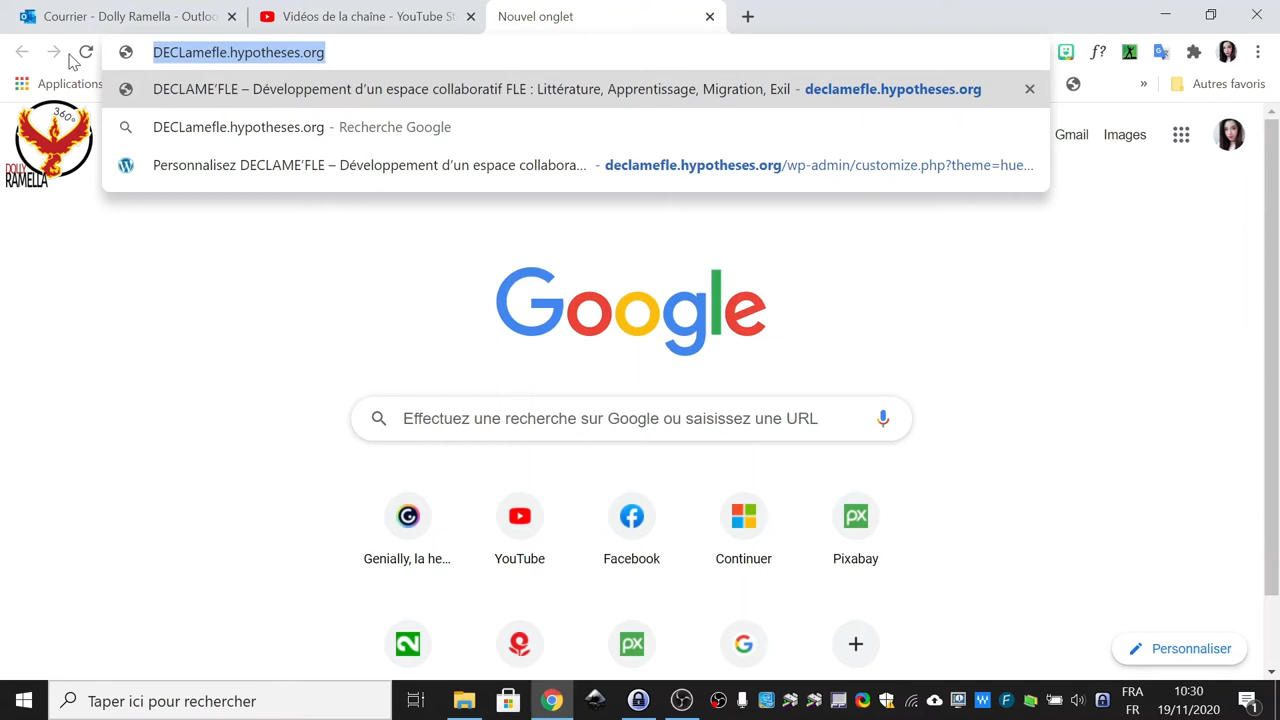 Courrier - Dolly Ramella - Outloo
Vidéos de la chaîne - YouTube St
Nouvel onglet
DECLamefle.hypotheses.org
Applications
Autres favoris
DECLAME’FLE – Développement d’un espace collaboratif FLE : Littérature, Apprentissage, Migration, Exil - declamefle.hypotheses.org
DECLamefle.hypotheses.org - Recherche Google
Personnalisez DECLAME’FLE – Développement d’un espace collabora... - declamefle.hypotheses.org/wp-admin/customize.php?theme=hue...
360°
DOLLY
RAMELLA
Gmail
Images
Google
Effectuez une recherche sur Google ou saisissez une URL
Genially, la he...
YouTube
Facebook
Continuer
Pixabay
Personnaliser
Taper ici pour rechercher
FRA
FR
10:30
19/11/2020